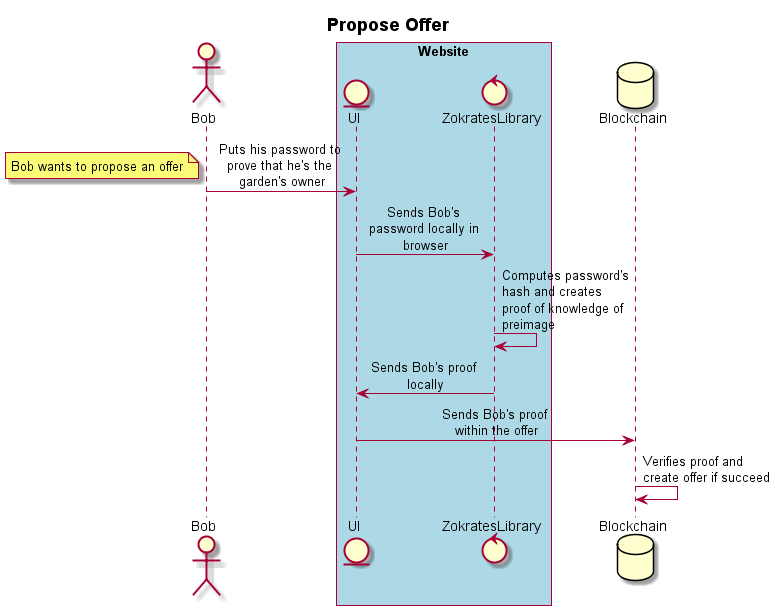 Propose Offer
Website
Bob
UI
ZokratesLibrary
Blockchain
Bob wants to propose an offer
Puts his password to
prove that he's the
garden's owner
Sends Bob's
password locally in
browser
Computes password's
hash and creates
proof of knowledge of
preimage
Sends Bob's proof
locally
Sends Bob's proof
within the offer
Verifies proof and
create offer if succeed
Bob
UI
ZokratesLibrary
Blockchain